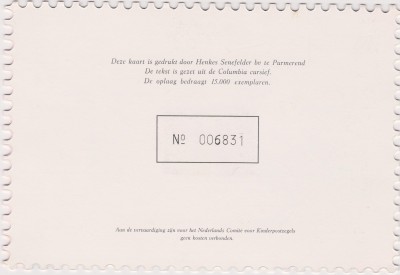 Deze kaart is gedrukt door Henkes Senefelder bv te Purmerend
De tekst is gezet uit de Columbia cursief.
De oplaag bedraagt 15.000 exemplaren.
Nº 006831
Aan de vervaardiging zijn voor het Nederlands Comité voor Kinderpostzegels
geen kosten verbonden.